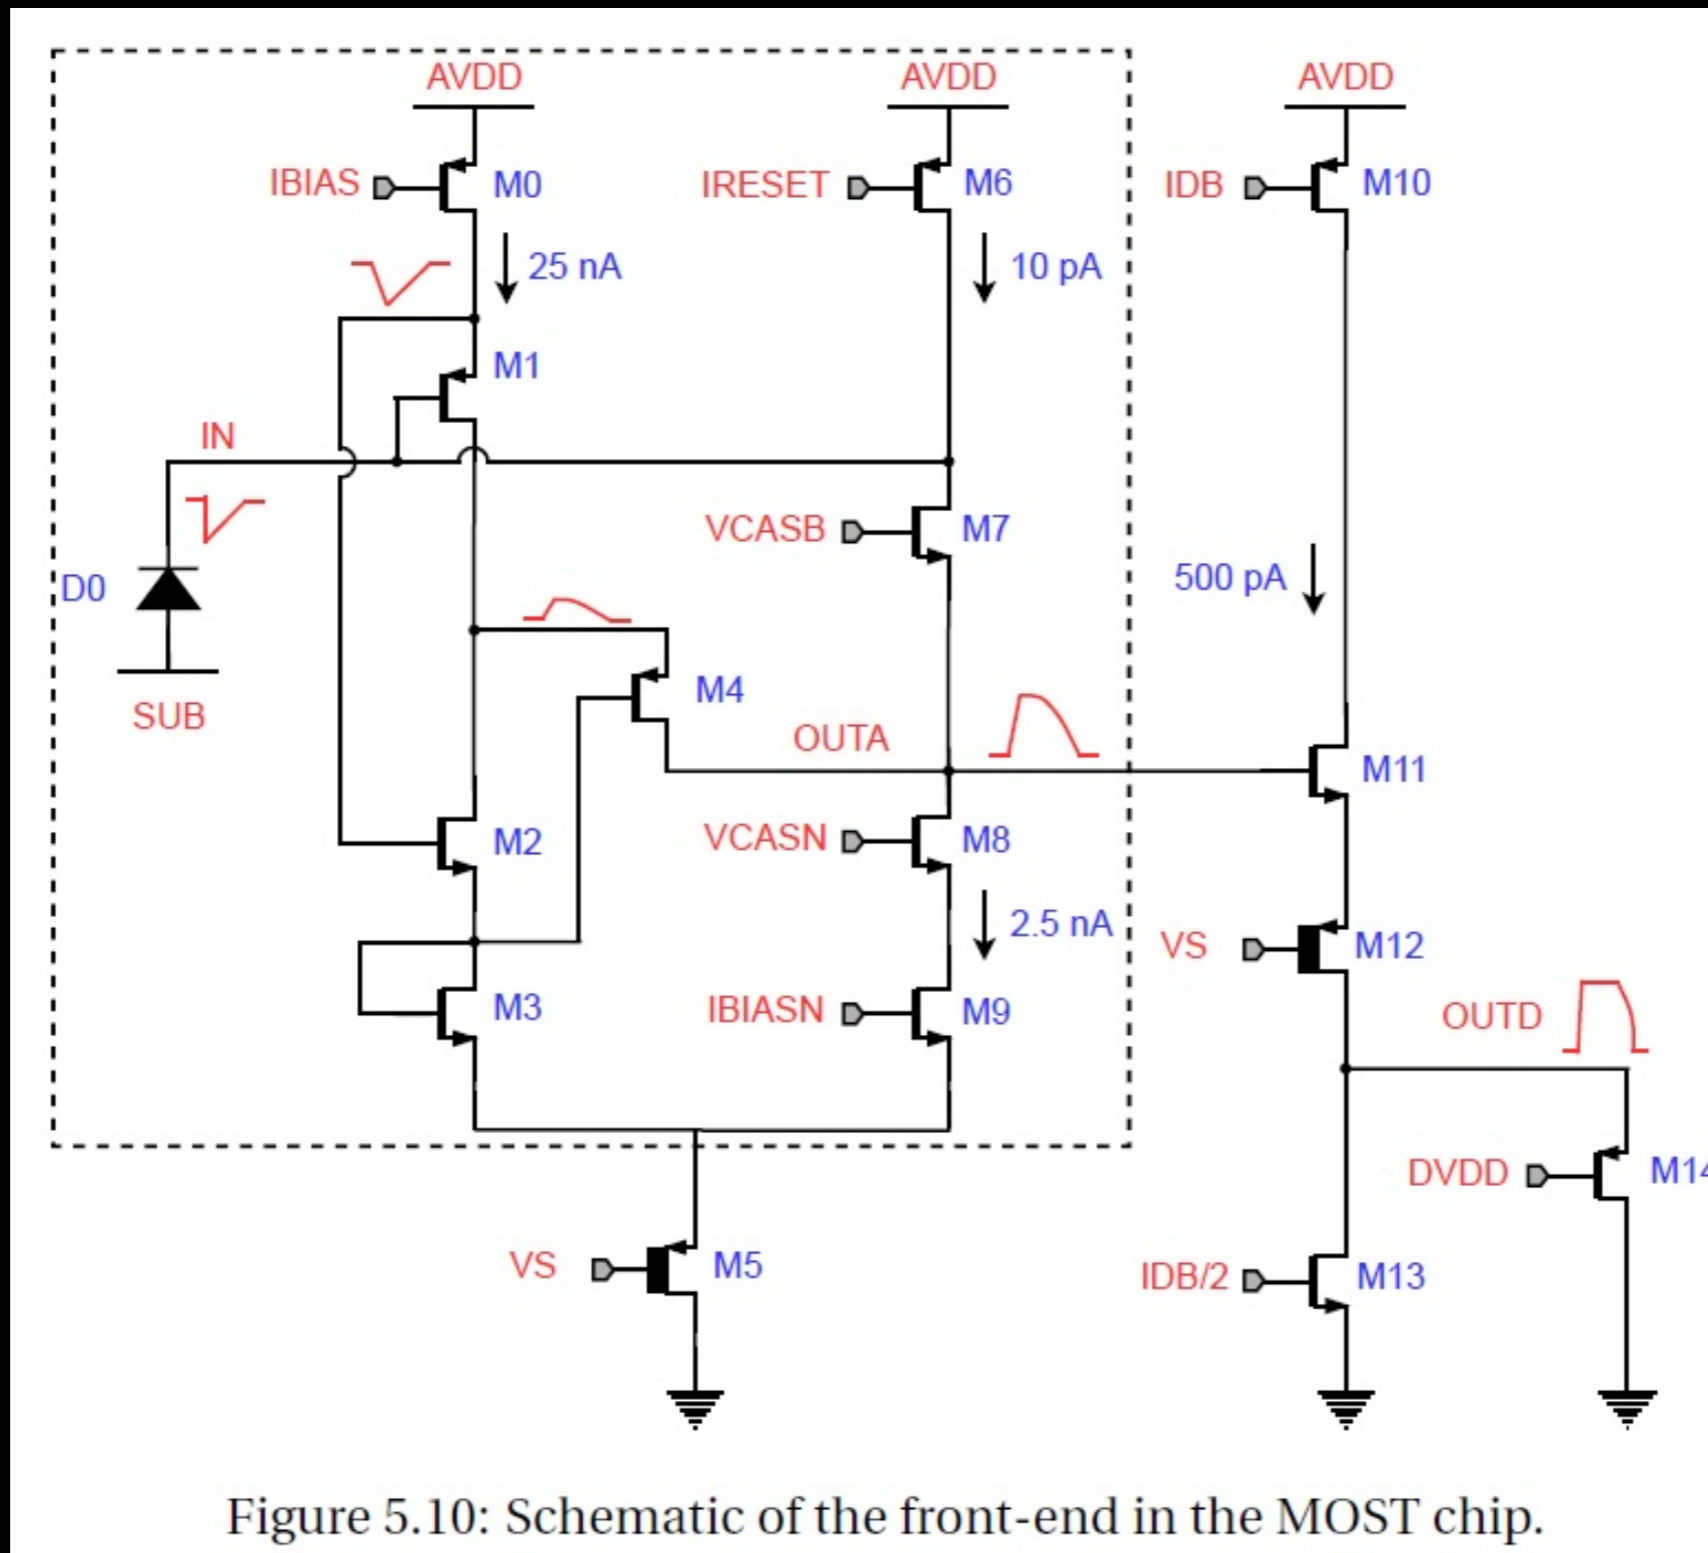 AVDD AVDD AVDD
IBIAS M0 IRESET M6 IDB M10
25 nA 10 pA
M1
IN
VCASB M7
D0 500 pA
SUB
M4
OUTA
M11
M2 VCASN M8
2.5 nA
VS M12
M3 IBIASN M9 OUTD
DVDD M14
VS M5 IDB/2 M13
Figure 5.10: Schematic of the front-end in the MOST chip.